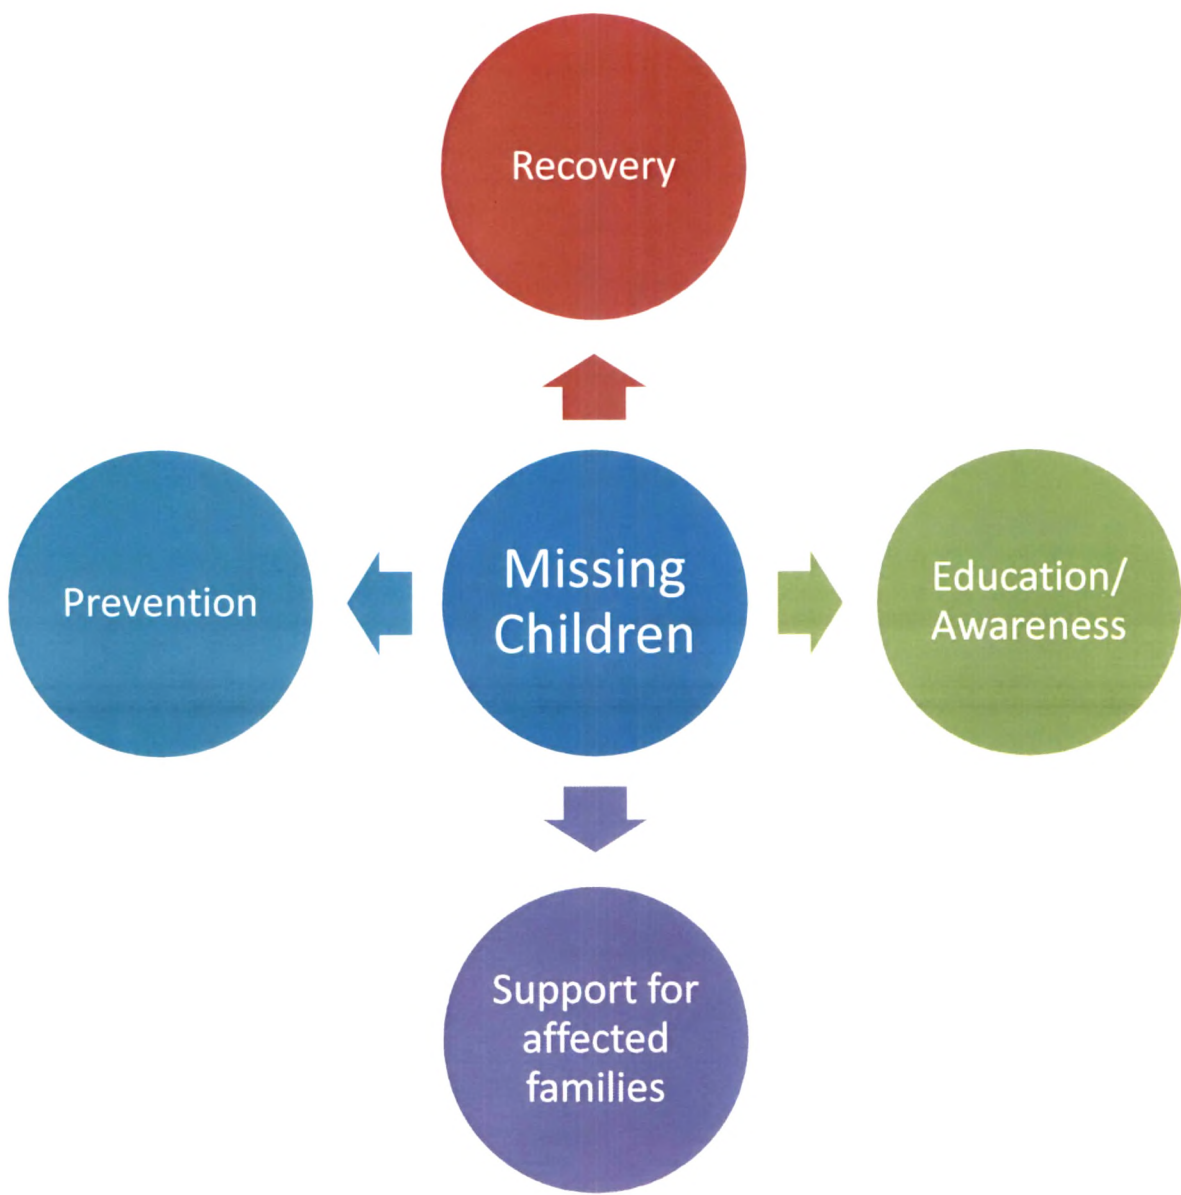 Recovery
Prevention
Missing
Children
Education/
Awareness
Support for
affected
families